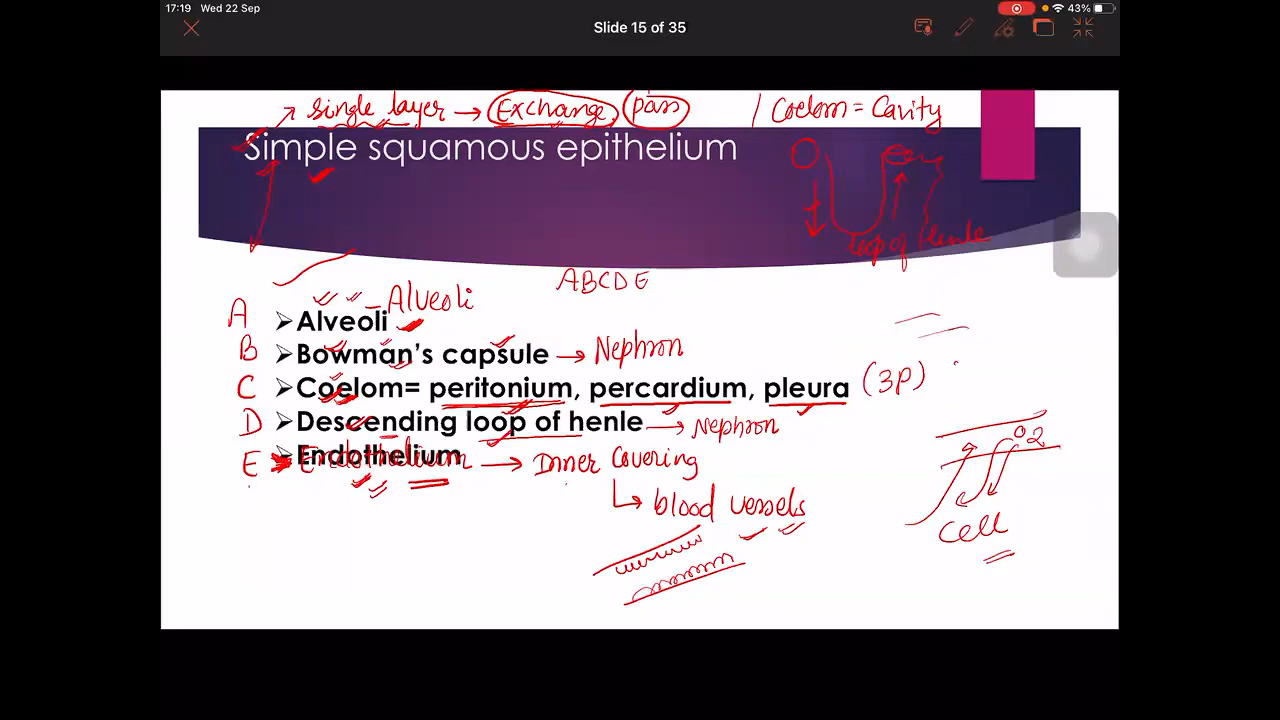 17:19 Wed 22 Sep 43%
Slide 15 of 35
single layer → Exchange, pass / Coelom = Cavity
Simple squamous epithelium
Loop of Henle
ABCDE
Alveoli
A ➢Alveoli
B ➢Bowman's capsule → Nephron
C ➢Coelom= peritonium, percardium, pleura (3P)
D ➢Descending loop of henle → Nephron
E ➢Endothelium → Inner Covering
↳ blood vessels
O2
Cell